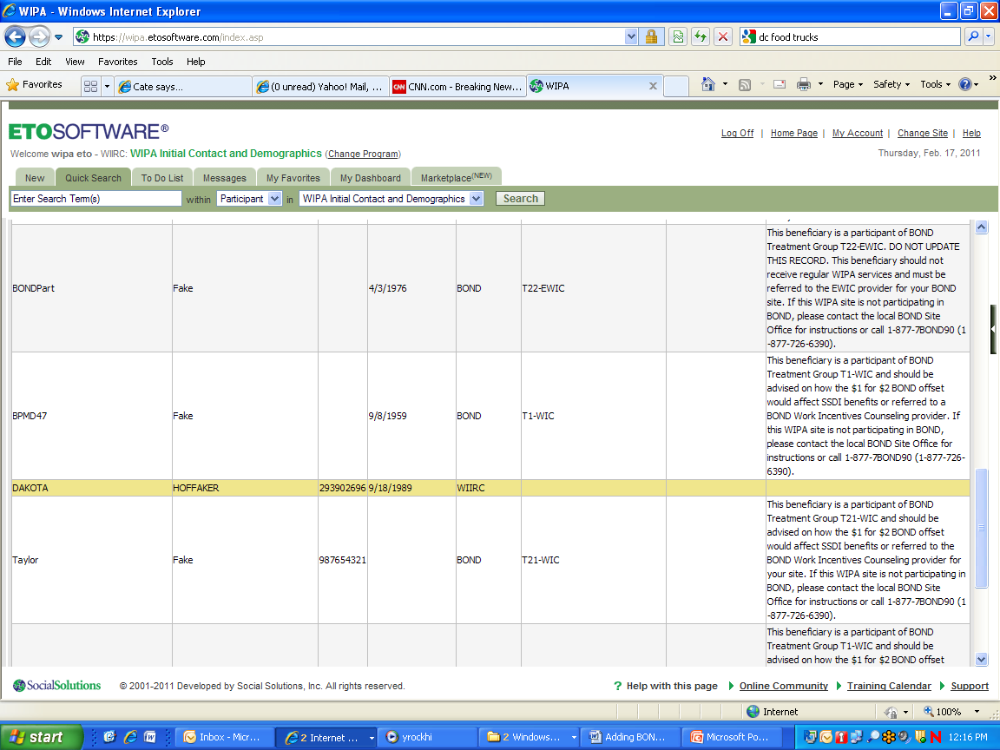 WIPA - Windows Internet Explorer
https://wipa.etosoftware.com/index.asp
dc food trucks
File Edit View Favorites Tools Help
Favorites
Cate says...
(0 unread) Yahoo! Mail, ...
CNN.com - Breaking New...
WIPA
Page Safety Tools
ETOSOFTWARE®
Log Off | Home Page | My Account | Change Site | Help
Welcome wipa eto - WIIRC: WIPA Initial Contact and Demographics (Change Program)
Thursday, Feb. 17, 2011
New Quick Search To Do List Messages My Favorites My Dashboard Marketplace(NEW)
Enter Search Term(s) within Participant in WIPA Initial Contact and Demographics Search
BONDPart Fake 4/3/1976 BOND T22-EWIC
This beneficiary is a participant of BOND
Treatment Group T22-EWIC. DO NOT UPDATE
THIS RECORD. This beneficiary should not
receive regular WIPA services and must be
referred to the EWIC provider for your BOND
site. If this WIPA site is not participating in
BOND, please contact the local BOND Site
Office for instructions or call 1-877-7BOND90 (1
-877-726-6390).
BPMD47 Fake 9/8/1959 BOND T1-WIC
This beneficiary is a participant of BOND
Treatment Group T1-WIC and should be
advised on how the $1 for $2 BOND offset
would affect SSDI benefits or referred to a
BOND Work Incentives Counseling provider. If
this WIPA site is not participating in BOND,
please contact the local BOND Site Office for
instructions or call 1-877-7BOND90 (1-877-726-
6390).
DAKOTA HOFFAKER 293902696 9/18/1989 WIIRC
Taylor Fake 987654321 BOND T21-WIC
This beneficiary is a participant of BOND
Treatment Group T21-WIC and should be
advised on how the $1 for $2 BOND offset
would affect SSDI benefits or referred to the
BOND Work Incentives Counseling provider for
your site. If this WIPA site is not participating in
BOND, please contact the local BOND Site
Office for instructions or call 1-877-7BOND90 (1
-877-726-6390).
This beneficiary is a participant of BOND
Treatment Group T1-WIC and should be
advised on how the $1 for $2 BOND offset
SocialSolutions © 2001-2011 Developed by Social Solutions, Inc. All rights reserved.
? Help with this page Online Community Training Calendar Support
Internet 100%
start
Inbox - Micr...
2 Internet ...
yrockhi
2 Windows...
Adding BON...
Microsoft Po...
12:16 PM